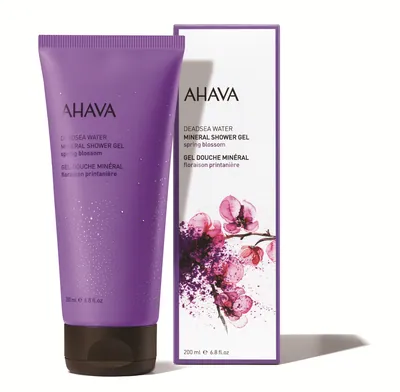 AHAVA
DEADSEA WATER
MINERAL SHOWER GEL
spring blossom
GEL DOUCHE MINÉRAL
floraison printanière
200 ml e 6.8 fl.oz
AHAVA
DEADSEA WATER
MINERAL SHOWER GEL
spring blossom
GEL DOUCHE MINÉRAL
floraison printanière
200 ml e 6.8 fl.oz